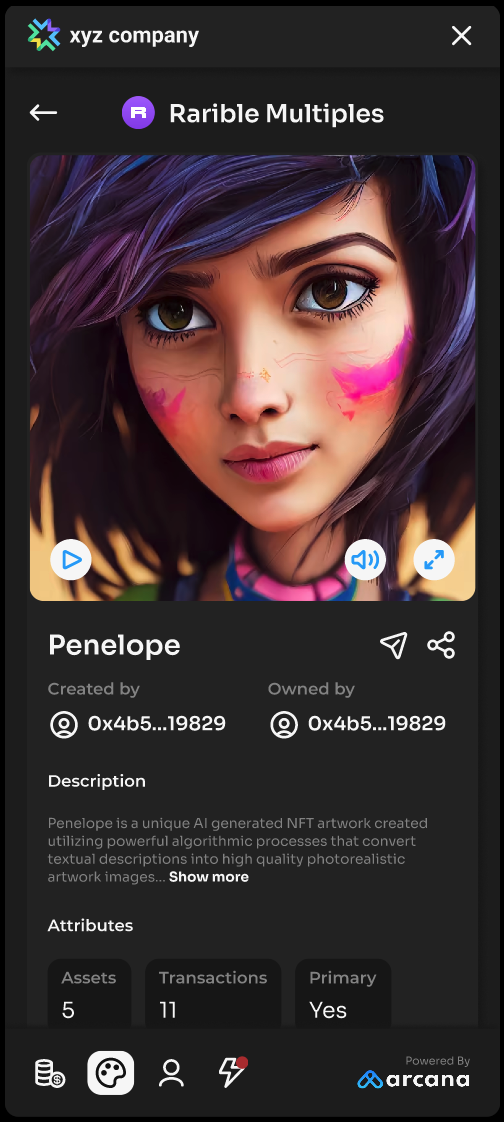 xyz company
Rarible Multiples
Penelope
Created by
Owned by
0x4b5...19829
0x4b5...19829
Description
Penelope is a unique AI generated NFT artwork created
utilizing powerful algorithmic processes that convert
textual descriptions into high quality photorealistic
artwork images... Show more
Attributes
Assets
5
Transactions
11
Primary
Yes
Powered By
arcana